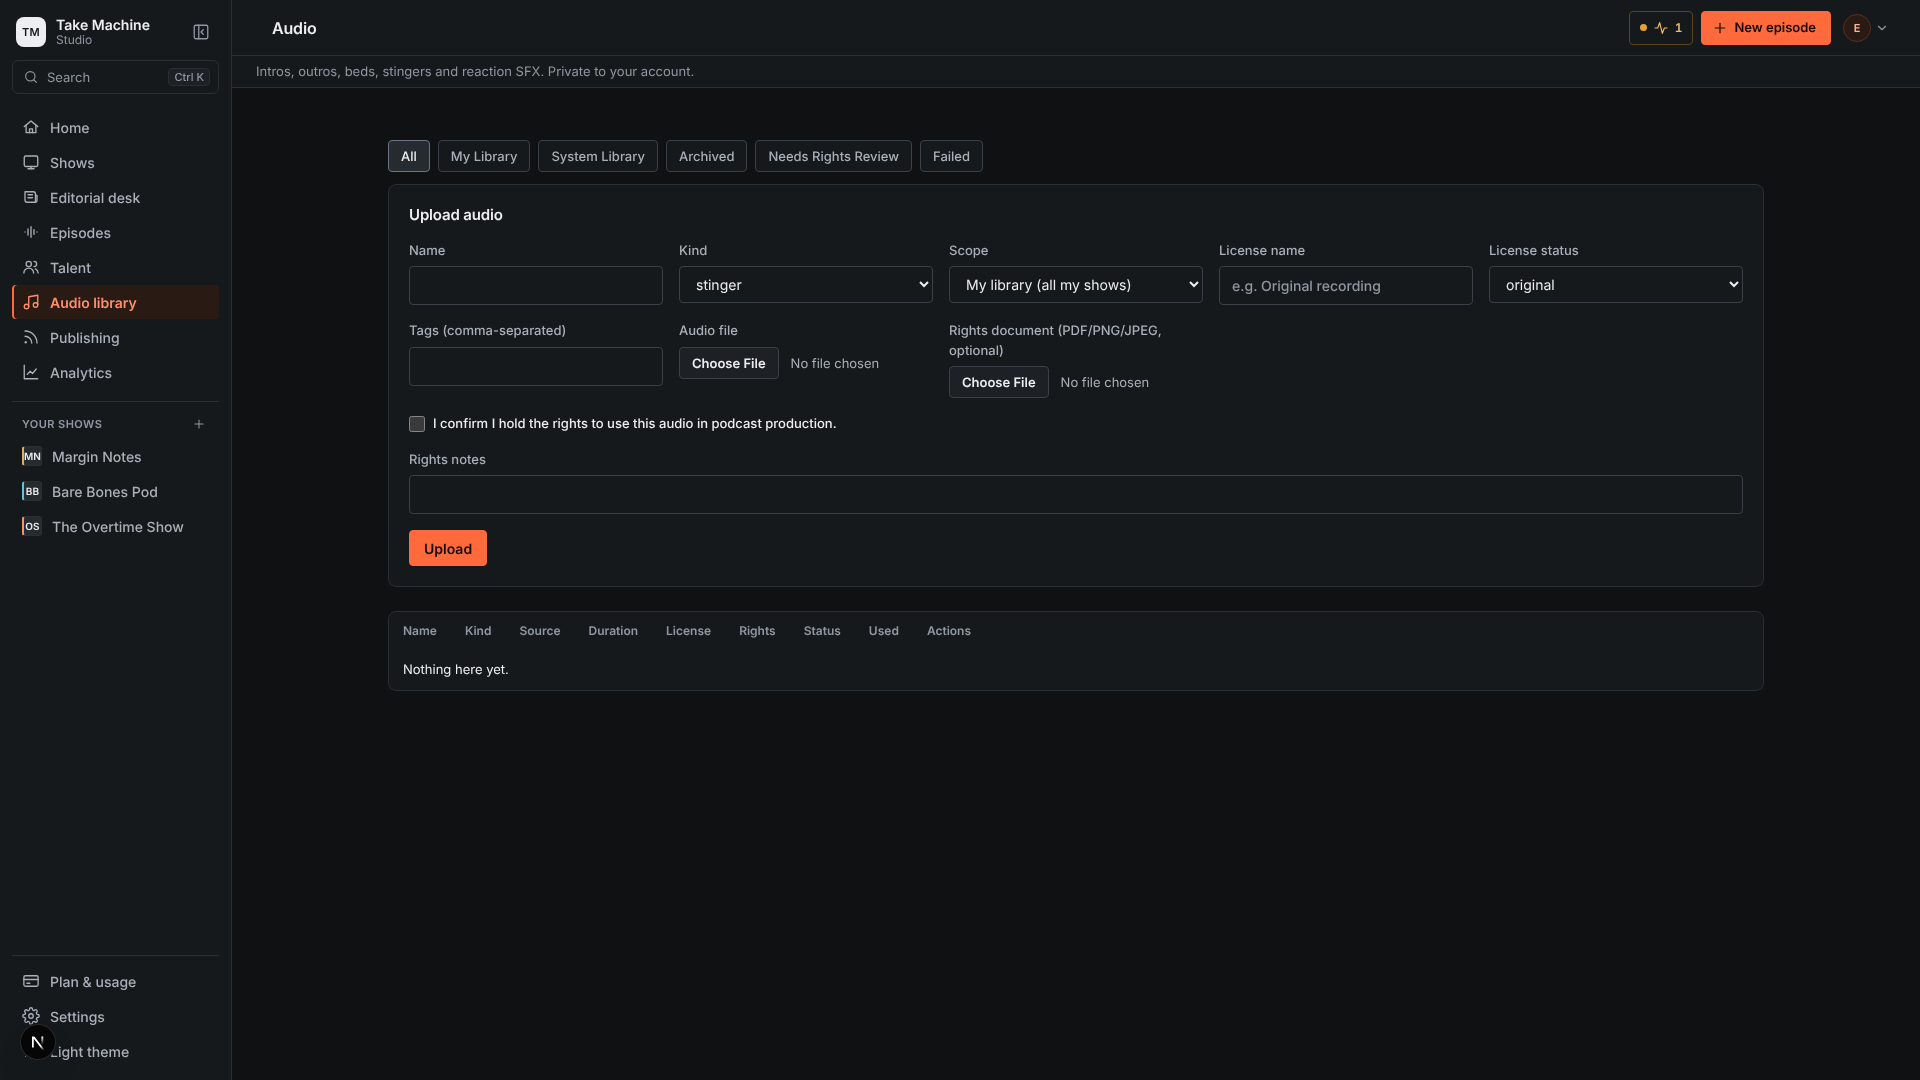 TM
Take Machine
Studio
Search
Ctrl K
Home
Shows
Editorial desk
Episodes
Talent
Audio library
Publishing
Analytics
YOUR SHOWS
MN Margin Notes
BB Bare Bones Pod
OS The Overtime Show
Plan & usage
Settings
N
Light theme
Audio
1
New episode
E
Intros, outros, beds, stingers and reaction SFX. Private to your account.
All My Library System Library Archived Needs Rights Review Failed
Upload audio
Name Kind Scope License name License status
stinger My library (all my shows) e.g. Original recording original
Tags (comma-separated) Audio file Rights document (PDF/PNG/JPEG,
optional)
Choose File No file chosen
Choose File No file chosen
I confirm I hold the rights to use this audio in podcast production.
Rights notes
Upload
Name Kind Source Duration License Rights Status Used Actions
Nothing here yet.